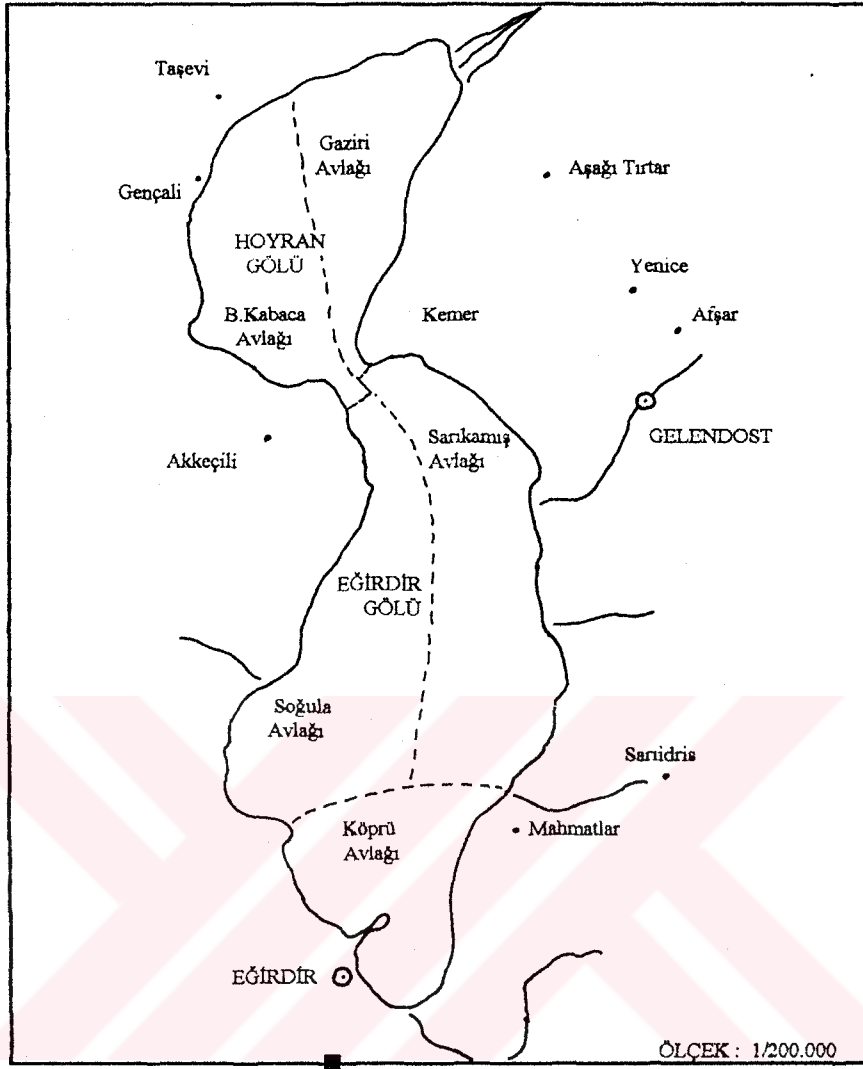 Taşevi
Gaziri
Avlağı
Aşağı Tırtar
Gençali
HOYRAN
GÖLÜ
Yenice
B.Kabaca
Avlağı
Kemer
Afşar
Sarıkamış
Avlağı
GELENDOST
Akkeçili
EĞİRDİR
GÖLÜ
Soğula
Avlağı
Sarıidris
Köprü
Avlağı
Mahmatlar
EĞİRDİR
ÖLÇEK : 1/200.000